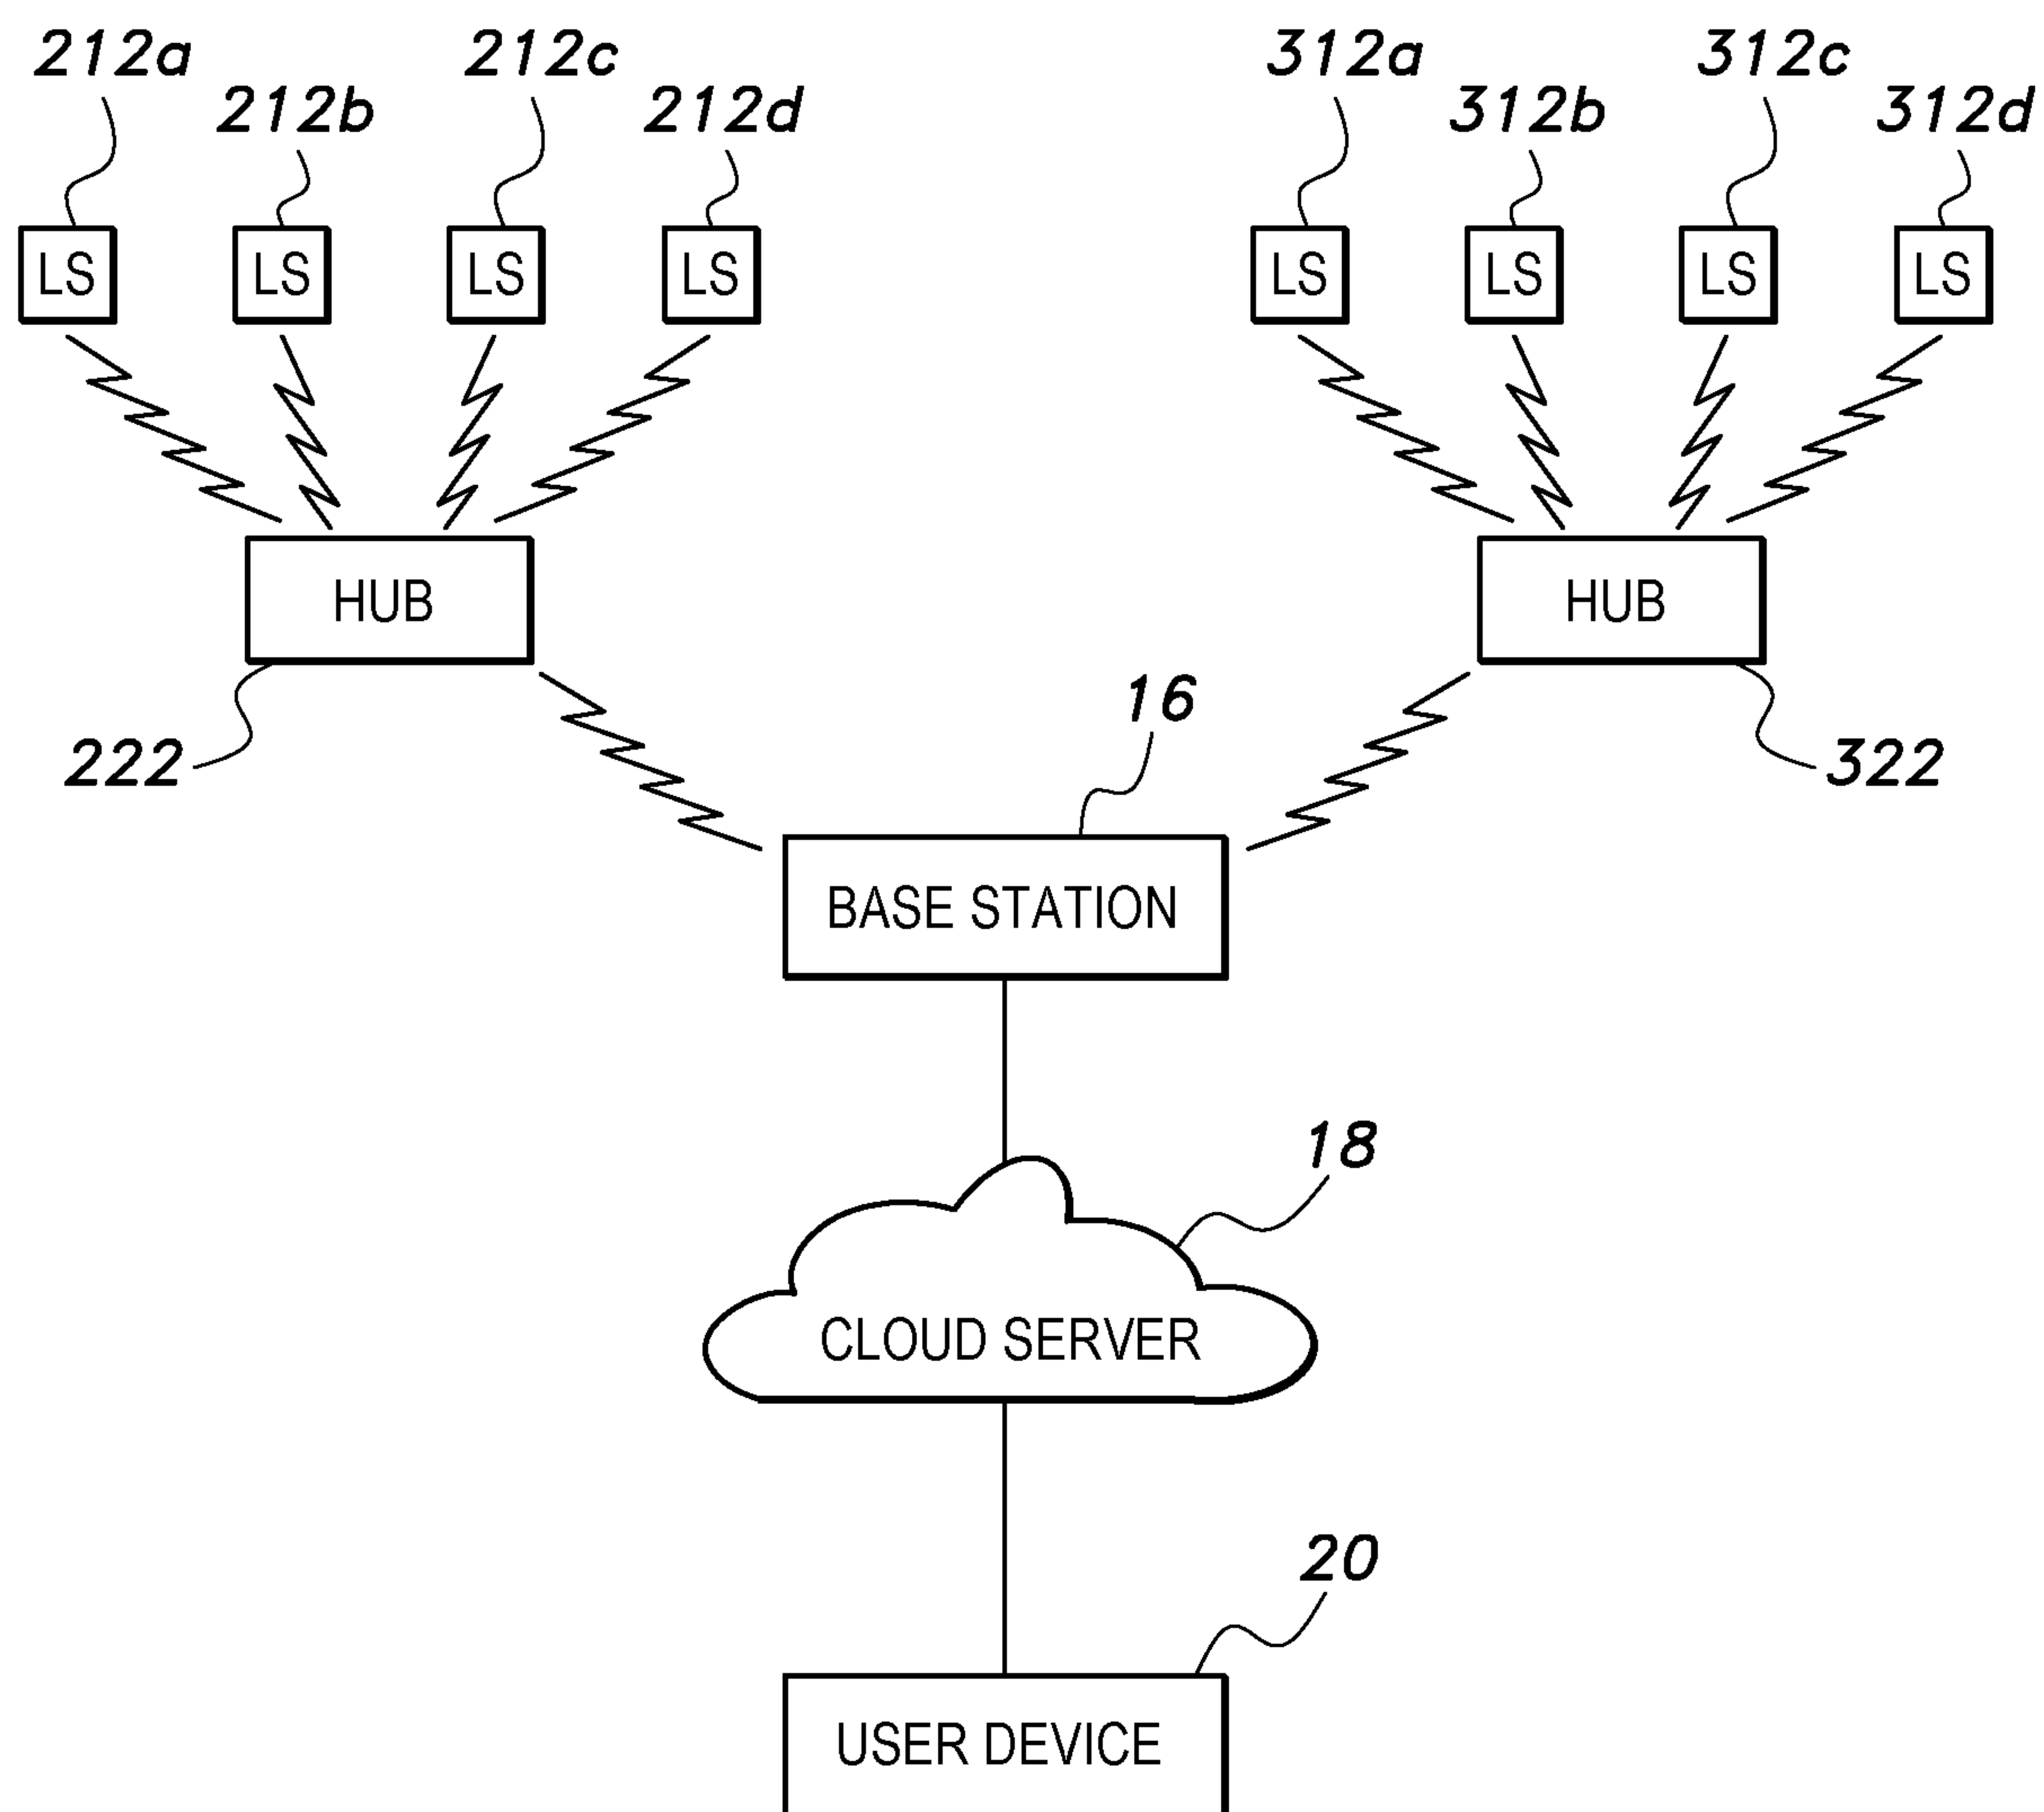 212a 212c 312a 312c
212b 212d 312b 312d
LS LS LS LS LS LS LS LS
HUB HUB
16
222 322
BASE STATION
18
CLOUD SERVER
20
USER DEVICE